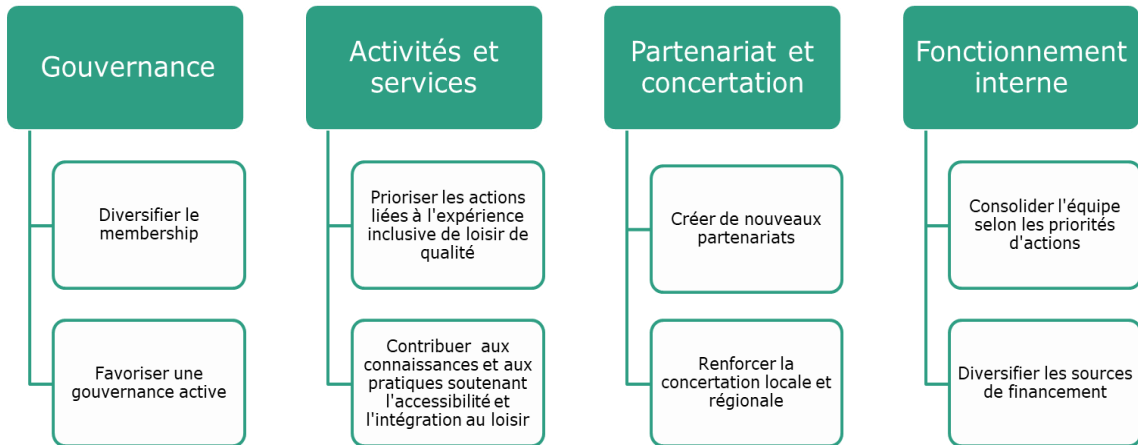 Gouvernance
Diversifier le
membership
Favoriser une
gouvernance active
Activités et
services
Prioriser les actions
liées à l'expérience
inclusive de loisir de
qualité
Contribuer aux
connaissances et aux
pratiques soutenant
l'accessibilité et
l'intégration au loisir
Partenariat et
concertation
Créer de nouveaux
partenariats
Renforcer la
concertation locale et
régionale
Fonctionnement
interne
Consolider l'équipe
selon les priorités
d'actions
Diversifier les sources
de financement